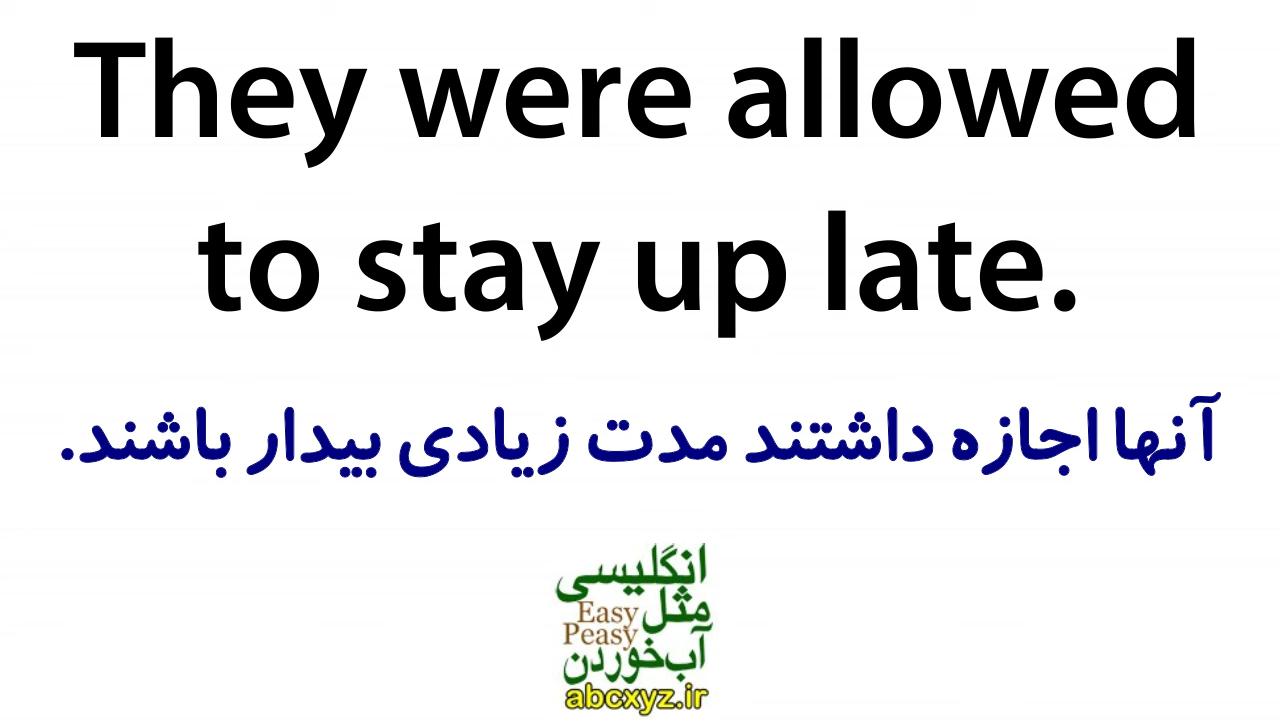 They were allowed
to stay up late.
آنها اجازه داشتند مدت زیادی بیدار باشند.
انگلیسی
مثل
Easy
Peasy
آب‌خوردن
abcxyz.ir